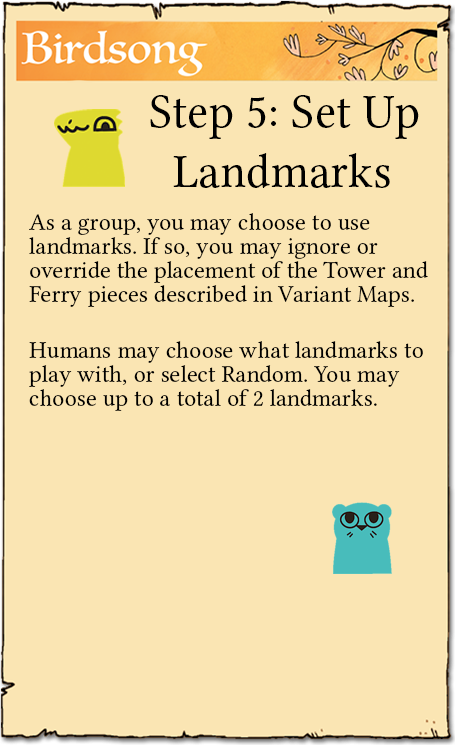 Birdsong
Step 5: Set Up
Landmarks
As a group, you may choose to use
landmarks. If so, you may ignore or
override the placement of the Tower and
Ferry pieces described in Variant Maps.
Humans may choose what landmarks to
play with, or select Random. You may
choose up to a total of 2 landmarks.